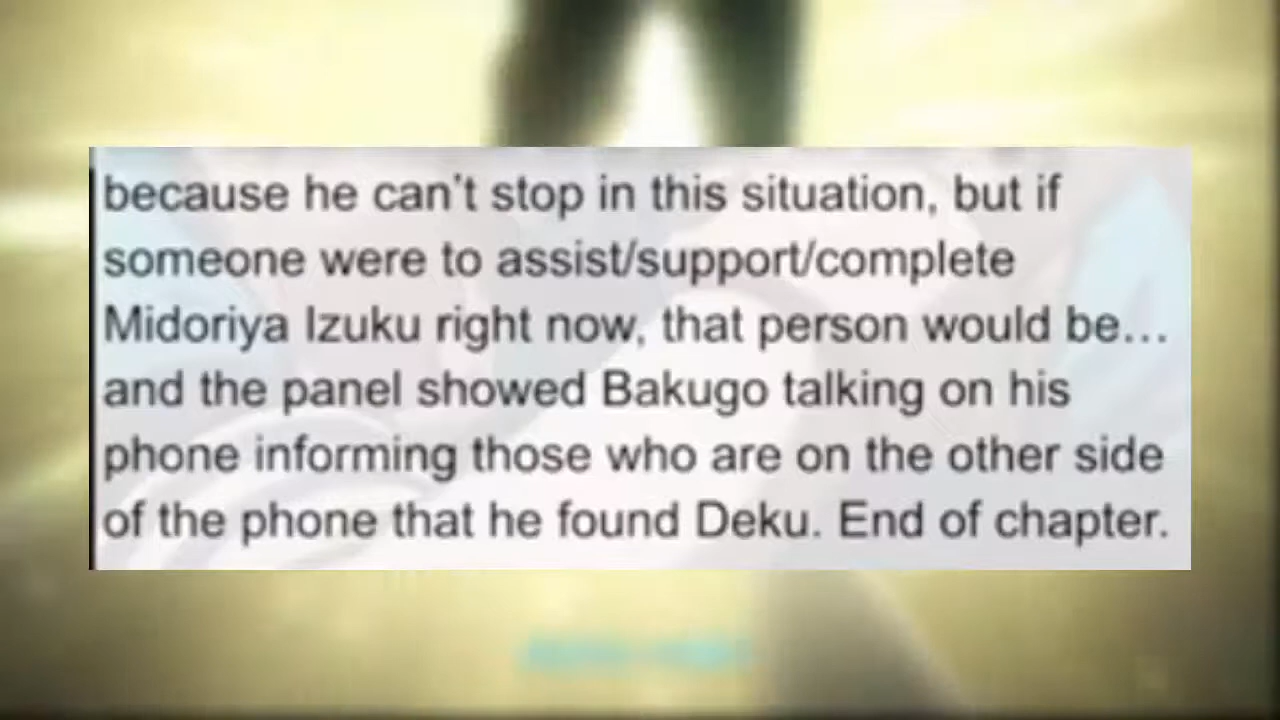 because he can't stop in this situation, but if
someone were to assist/support/complete
Midoriya Izuku right now, that person would be...
and the panel showed Bakugo talking on his
phone informing those who are on the other side
of the phone that he found Deku. End of chapter.